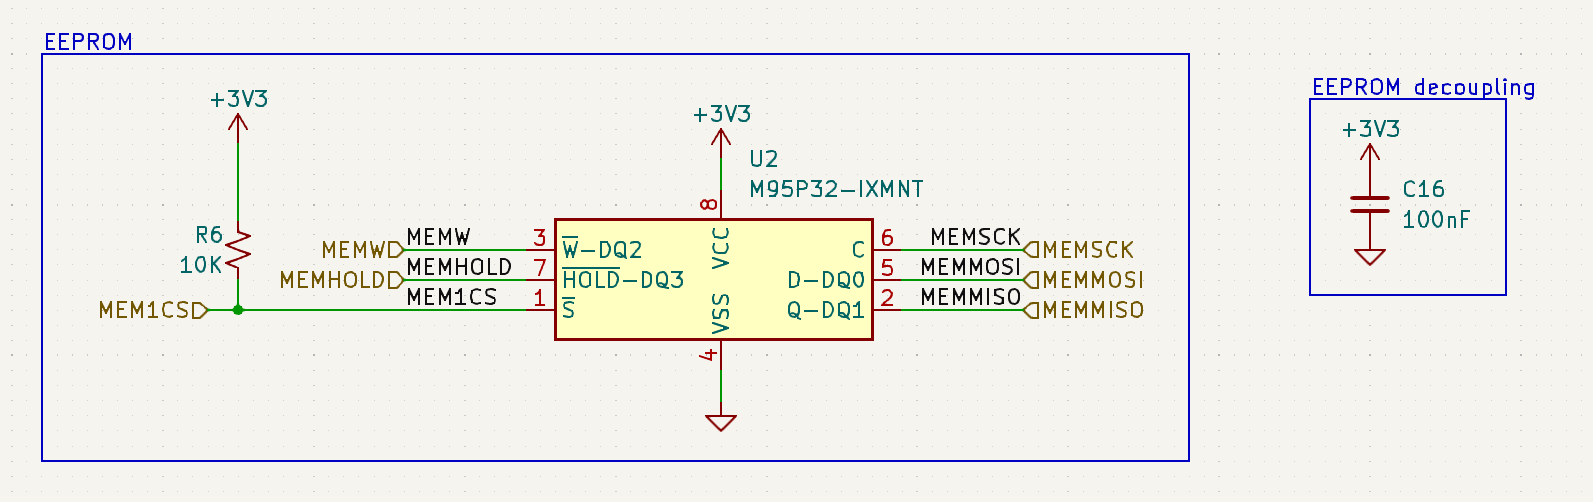 EEPROM
+3V3
R6
10K
MEM1CS
MEMW
MEMHOLD
MEMW
MEMHOLD
MEM1CS
3
7
1
+3V3
U2
M95P32-IXMNT
8
VCC
W-DQ2
HOLD-DQ3
S
VSS
4
C
D-DQ0
Q-DQ1
6
5
2
MEMSCK
MEMMOSI
MEMMISO
MEMSCK
MEMMOSI
MEMMISO
EEPROM decoupling
+3V3
C16
100nF